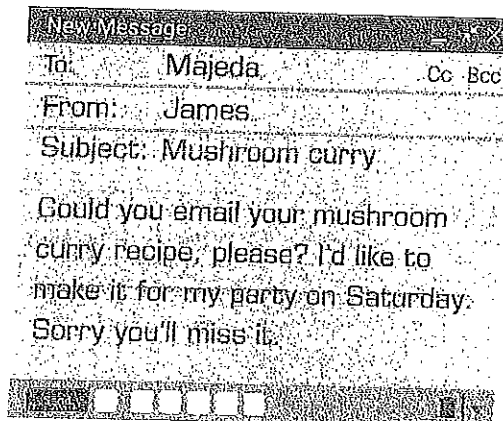 New Message
To: Majeda Cc Bcc
From: James
Subject: Mushroom curry
Could you email your mushroom
curry recipe, please? I'd like to
make it for my party on Saturday.
Sorry you'll miss it.